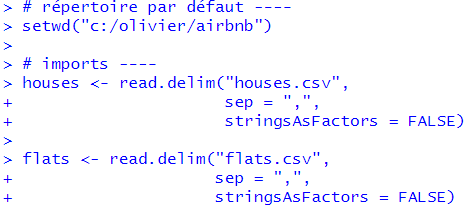 > # répertoire par défaut ----
> setwd("c:/olivier/airbnb")
>
> # imports ----
> houses <- read.delim("houses.csv",
+                      sep = ",",
+                      stringsAsFactors = FALSE)
>
> flats <- read.delim("flats.csv",
+                     sep = ",",
+                     stringsAsFactors = FALSE)